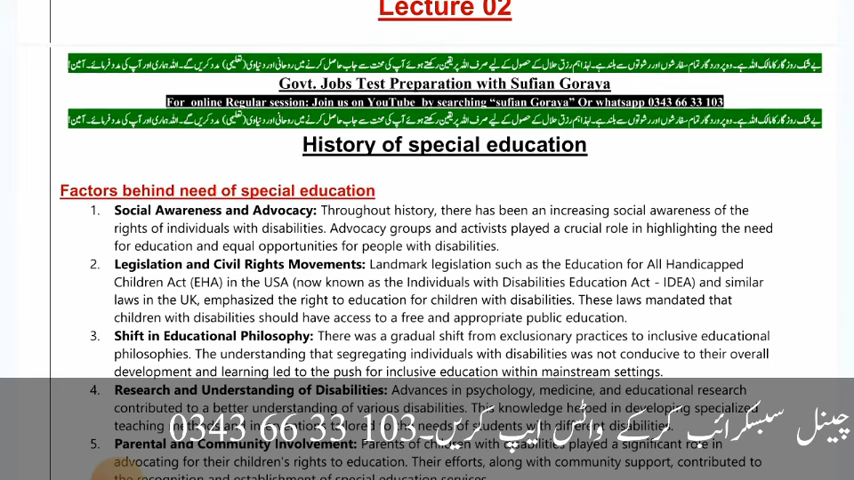 Lecture 02
بے شک روزگار کا مالک اللہ ہے۔ وہ پروردگار تمام سفارشوں اور رشوتوں سے بلند ہے۔ لہذا ہم رزق حلال کے حصول کے لیے صرف اللہ پر یقین رکھتے ہوئے آپ کی محنت سے جاب حاصل کرنے میں روحانی اور دنیاوی (تعلیمی) مدد کریں گے۔ اللہ ہماری اور آپ کی مدد فرمائے۔ آمین!
Govt. Jobs Test Preparation with Sufian Goraya
For online Regular session: Join us on YouTube by searching “sufian Goraya” Or whatsapp 0343 66 33 103
بے شک روزگار کا مالک اللہ ہے۔ وہ پروردگار تمام سفارشوں اور رشوتوں سے بلند ہے۔ لہذا ہم رزق حلال کے حصول کے لیے صرف اللہ پر یقین رکھتے ہوئے آپ کی محنت سے جاب حاصل کرنے میں روحانی اور دنیاوی (تعلیمی) مدد کریں گے۔ اللہ ہماری اور آپ کی مدد فرمائے۔ آمین!
History of special education
Factors behind need of special education
1. Social Awareness and Advocacy: Throughout history, there has been an increasing social awareness of the
rights of individuals with disabilities. Advocacy groups and activists played a crucial role in highlighting the need
for education and equal opportunities for people with disabilities.
2. Legislation and Civil Rights Movements: Landmark legislation such as the Education for All Handicapped
Children Act (EHA) in the USA (now known as the Individuals with Disabilities Education Act - IDEA) and similar
laws in the UK, emphasized the right to education for children with disabilities. These laws mandated that
children with disabilities should have access to a free and appropriate public education.
3. Shift in Educational Philosophy: There was a gradual shift from exclusionary practices to inclusive educational
philosophies. The understanding that segregating individuals with disabilities was not conducive to their overall
development and learning led to the push for inclusive education within mainstream settings.
4. Research and Understanding of Disabilities: Advances in psychology, medicine, and educational research
contributed to a better understanding of various disabilities. This knowledge helped in developing specialized
teaching tailored needs of students with different disabilities.
چینل سبسکرائب کرکے واٹس ایپ کریں۔ 0343 66 33 103
5. Parental and Community Involvement: Parents of children with disabilities played a significant role in
advocating for their children's rights to education. Their efforts, along with community support, contributed to
the recognition and establishment of special education services.